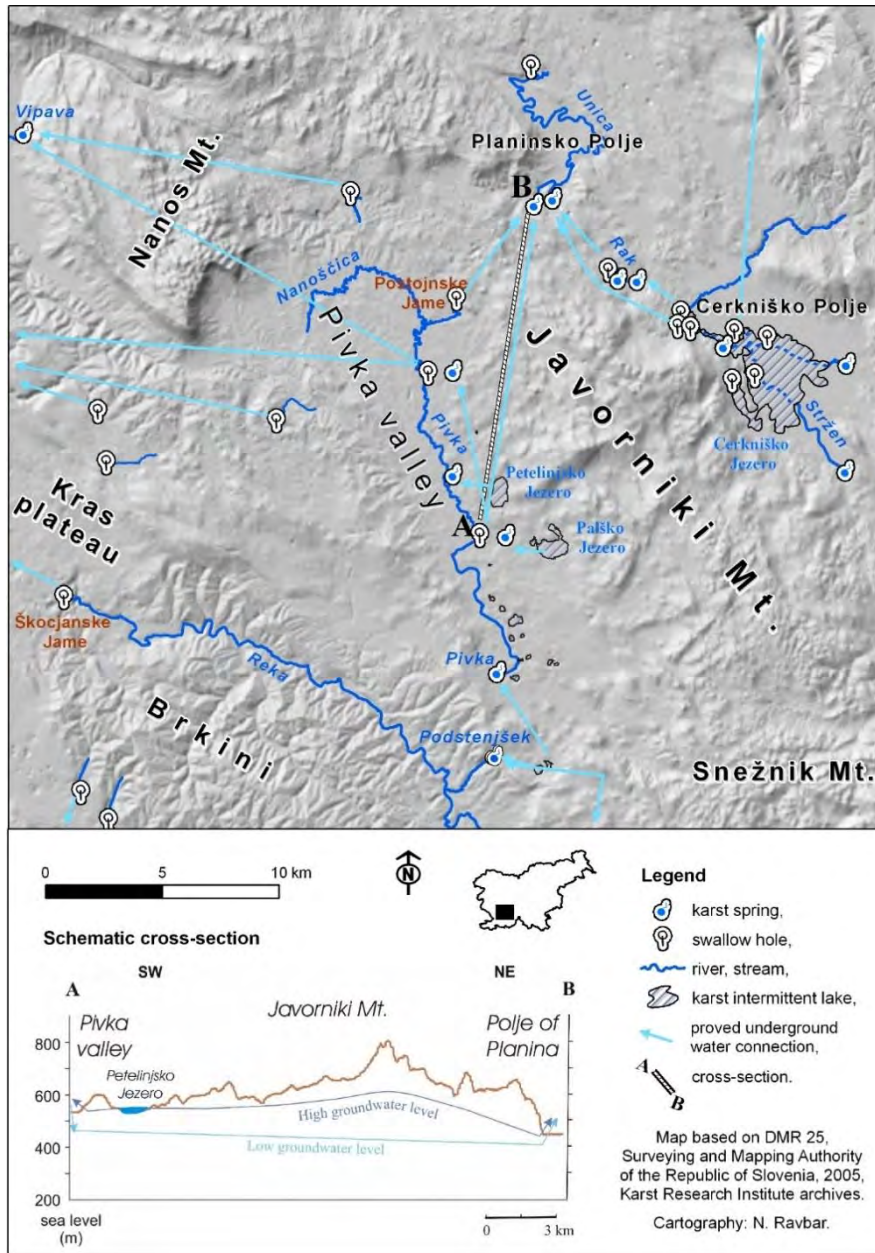 Vipava
Nanos Mt.
Unica
Planinsko Polje
B
Rak
Nanoščica
Postojnske
Jame
Cerkniško Polje
Pivka valley
Javorniki Mt.
Pivka
Stržen
Cerkniško
Jezero
Petelinjsko
Jezero
A
Palško
Jezero
Kras
plateau
Škocjanske
Jame
Reka
Pivka
Brkini
Podstenjšek
Snežnik Mt.
0 5 10 km
N
Legend
karst spring,
swallow hole,
river, stream,
karst intermittent lake,
proved underground
water connection,
A
cross-section.
B
Map based on DMR 25,
Surveying and Mapping Authority
of the Republic of Slovenia, 2005,
Karst Research Institute archives.
Cartography: N. Ravbar.
Schematic cross-section
SW NE
A B
Pivka
valley
Javorniki Mt.
Polje of
Planina
Petelinjsko
Jezero
High groundwater level
Low groundwater level
800
600
400
200
sea level
(m)
0 3 km